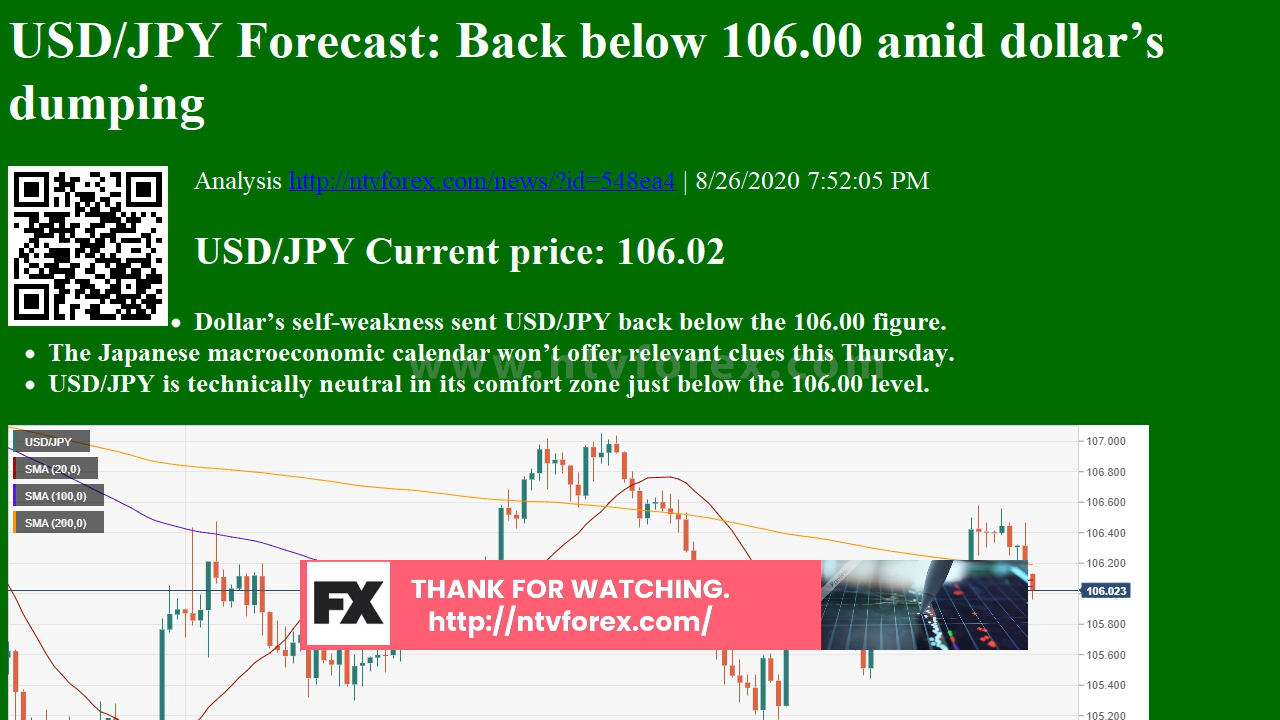 USD/JPY Forecast: Back below 106.00 amid dollar’s
dumping
Analysis http://ntvforex.com/news/?id=548ea4 | 8/26/2020 7:52:05 PM
USD/JPY Current price: 106.02
• Dollar’s self-weakness sent USD/JPY back below the 106.00 figure.
• The Japanese macroeconomic calendar won’t offer relevant clues this Thursday.
www.ntvforex.com
• USD/JPY is technically neutral in its comfort zone just below the 106.00 level.
USD/JPY
SMA (20,0)
SMA (100,0)
SMA (200,0)
107.000
106.800
106.600
106.400
106.200
106.023
105.800
105.600
105.400
105.200
FX
THANK FOR WATCHING.
http://ntvforex.com/